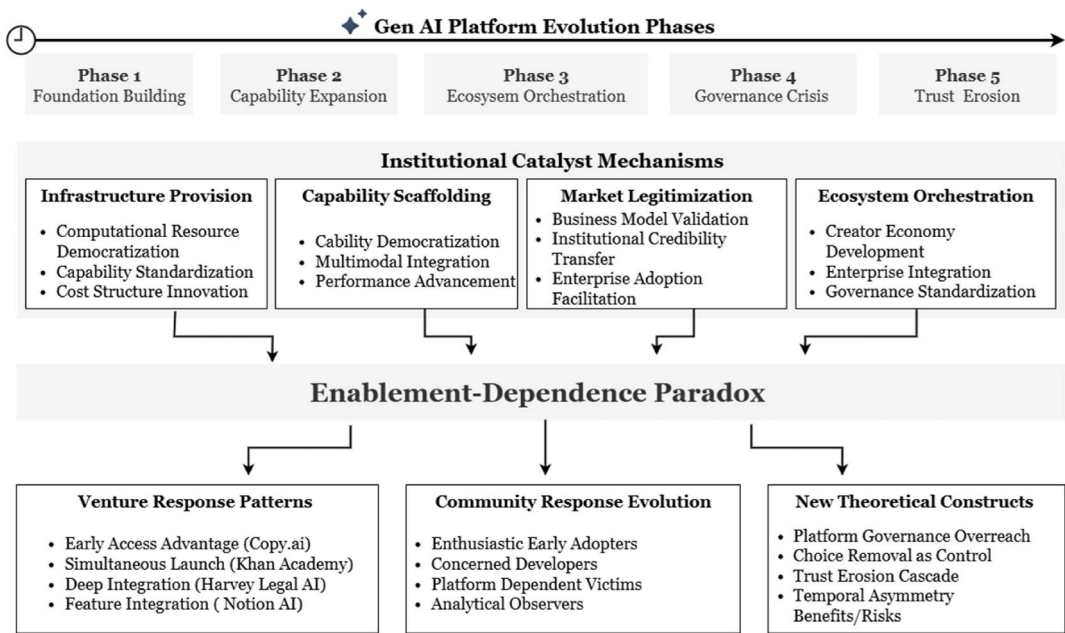 Gen AI Platform Evolution Phases
Phase 1
Foundation Building
Phase 2
Capability Expansion
Phase 3
Ecosysem Orchestration
Phase 4
Governance Crisis
Phase 5
Trust Erosion
Institutional Catalyst Mechanisms
Infrastructure Provision
• Computational Resource
Democratization
• Capability Standardization
• Cost Structure Innovation
Capability Scaffolding
• Cability Democratization
• Multimodal Integration
• Performance Advancement
Market Legitimization
• Business Model Validation
• Institutional Credibility
Transfer
• Enterprise Adoption
Facilitation
Ecosystem Orchestration
• Creator Economy
Development
• Enterprise Integration
• Governance Standardization
Enablement-Dependence Paradox
Venture Response Patterns
• Early Access Advantage (Copy.ai)
• Simultaneous Launch (Khan Academy)
• Deep Integration (Harvey Legal AI)
• Feature Integration ( Notion AI)
Community Response Evolution
• Enthusiastic Early Adopters
• Concerned Developers
• Platform Dependent Victims
• Analytical Observers
New Theoretical Constructs
• Platform Governance Overreach
• Choice Removal as Control
• Trust Erosion Cascade
• Temporal Asymmetry
Benefits/Risks